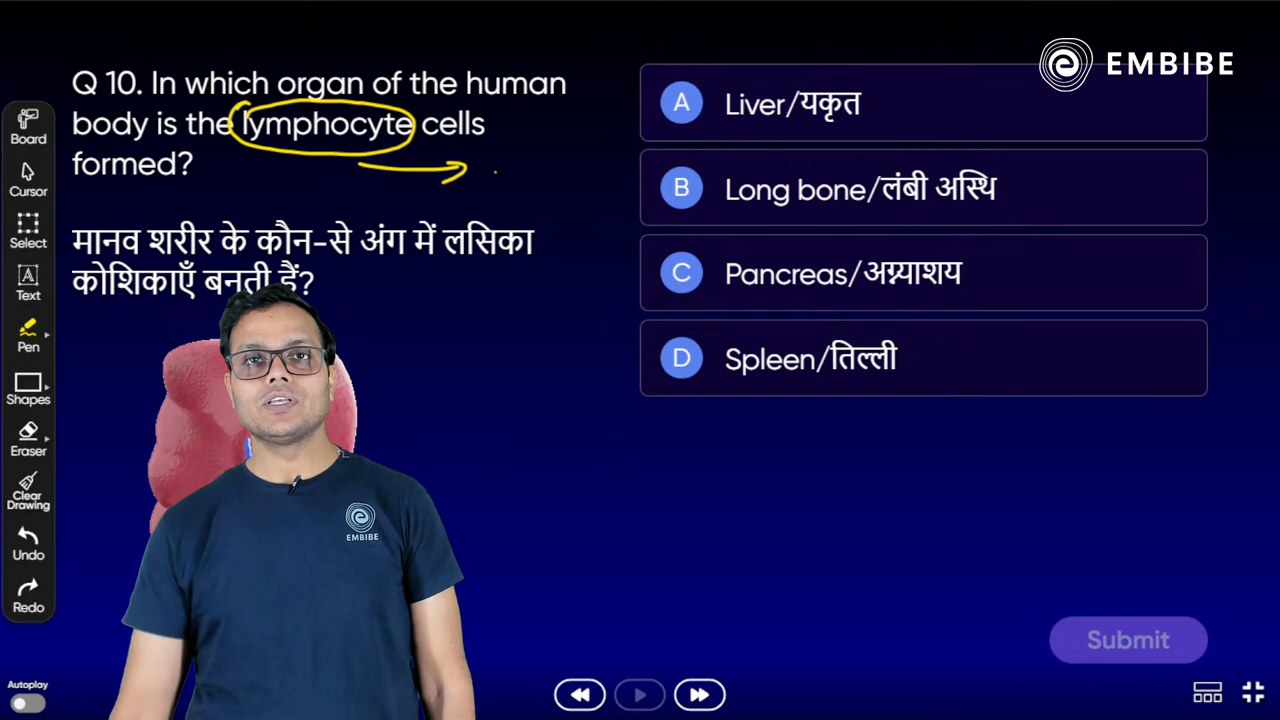 EMBIBE
Q 10. In which organ of the human
body is the lymphocyte cells
formed?
मानव शरीर के कौन-से अंग में लसिका
कोशिकाएँ बनती हैं?
A Liver/यकृत
B Long bone/लंबी अस्थि
C Pancreas/अग्न्याशय
D Spleen/तिल्ली
Board
Cursor
Select
A
Text
Pen
Shapes
Eraser
Clear
Drawing
Undo
Redo
EMBIBE
Submit
Autoplay